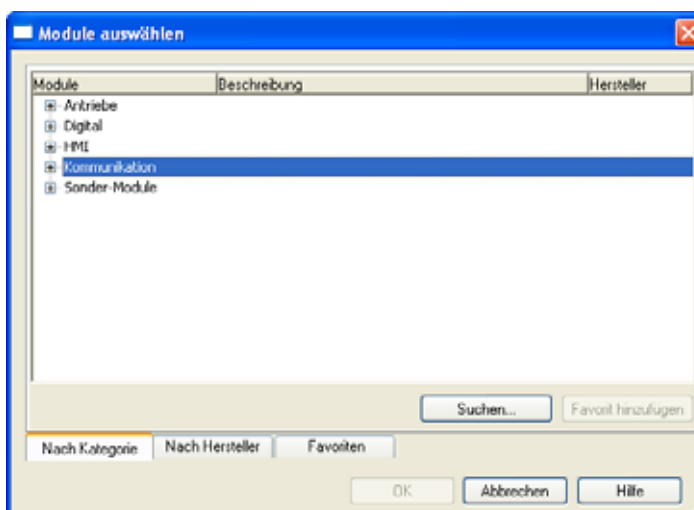 Module auswählen
Module Beschreibung Hersteller
Antriebe
Digital
HMI
Kommunikation
Sonder-Module
Suchen... Favorit hinzufügen
Nach Kategorie Nach Hersteller Favoriten
OK Abbrechen Hilfe